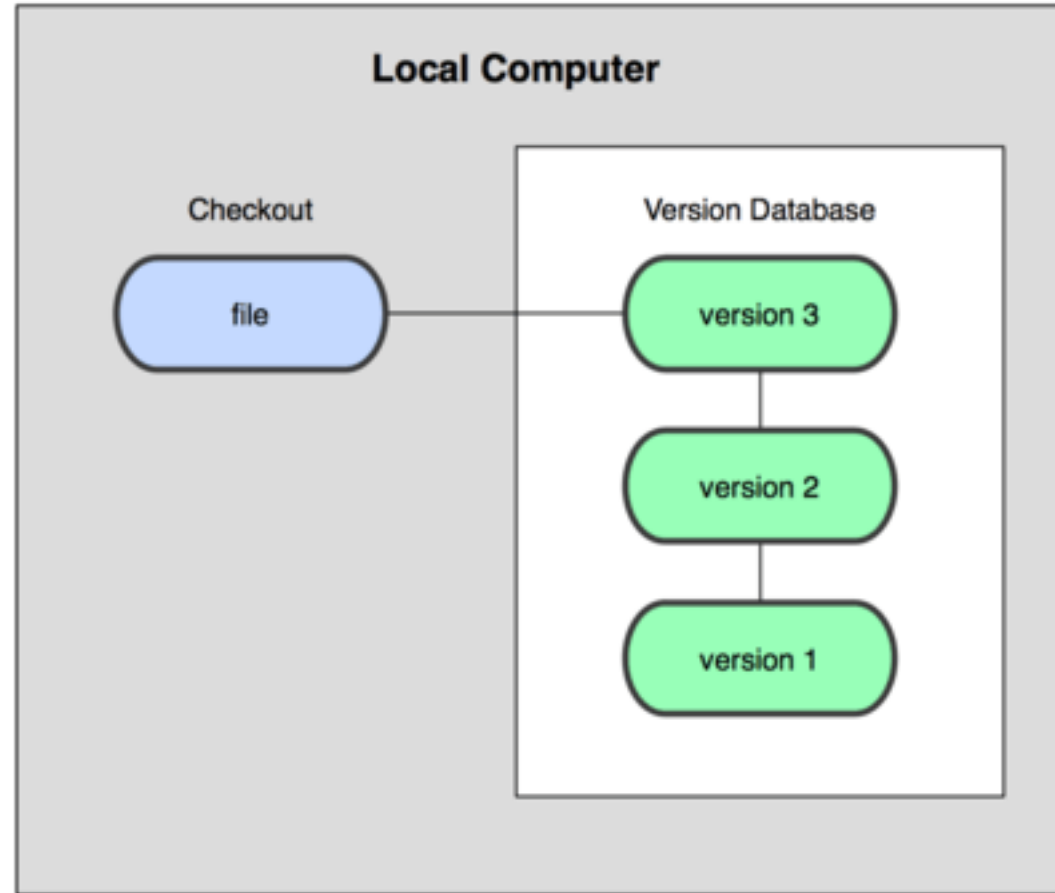 Local Computer
Checkout
Version Database
file
version 3
version 2
version 1